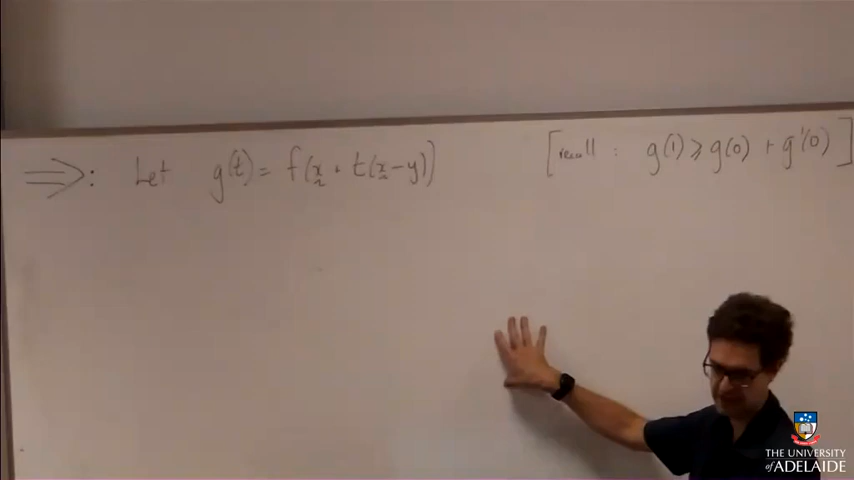 ⟹: Let g(t) = f(x + t(x-y)) [recall : g(1) ≥ g(0) + g'(0)]
THE UNIVERSITY
of ADELAIDE